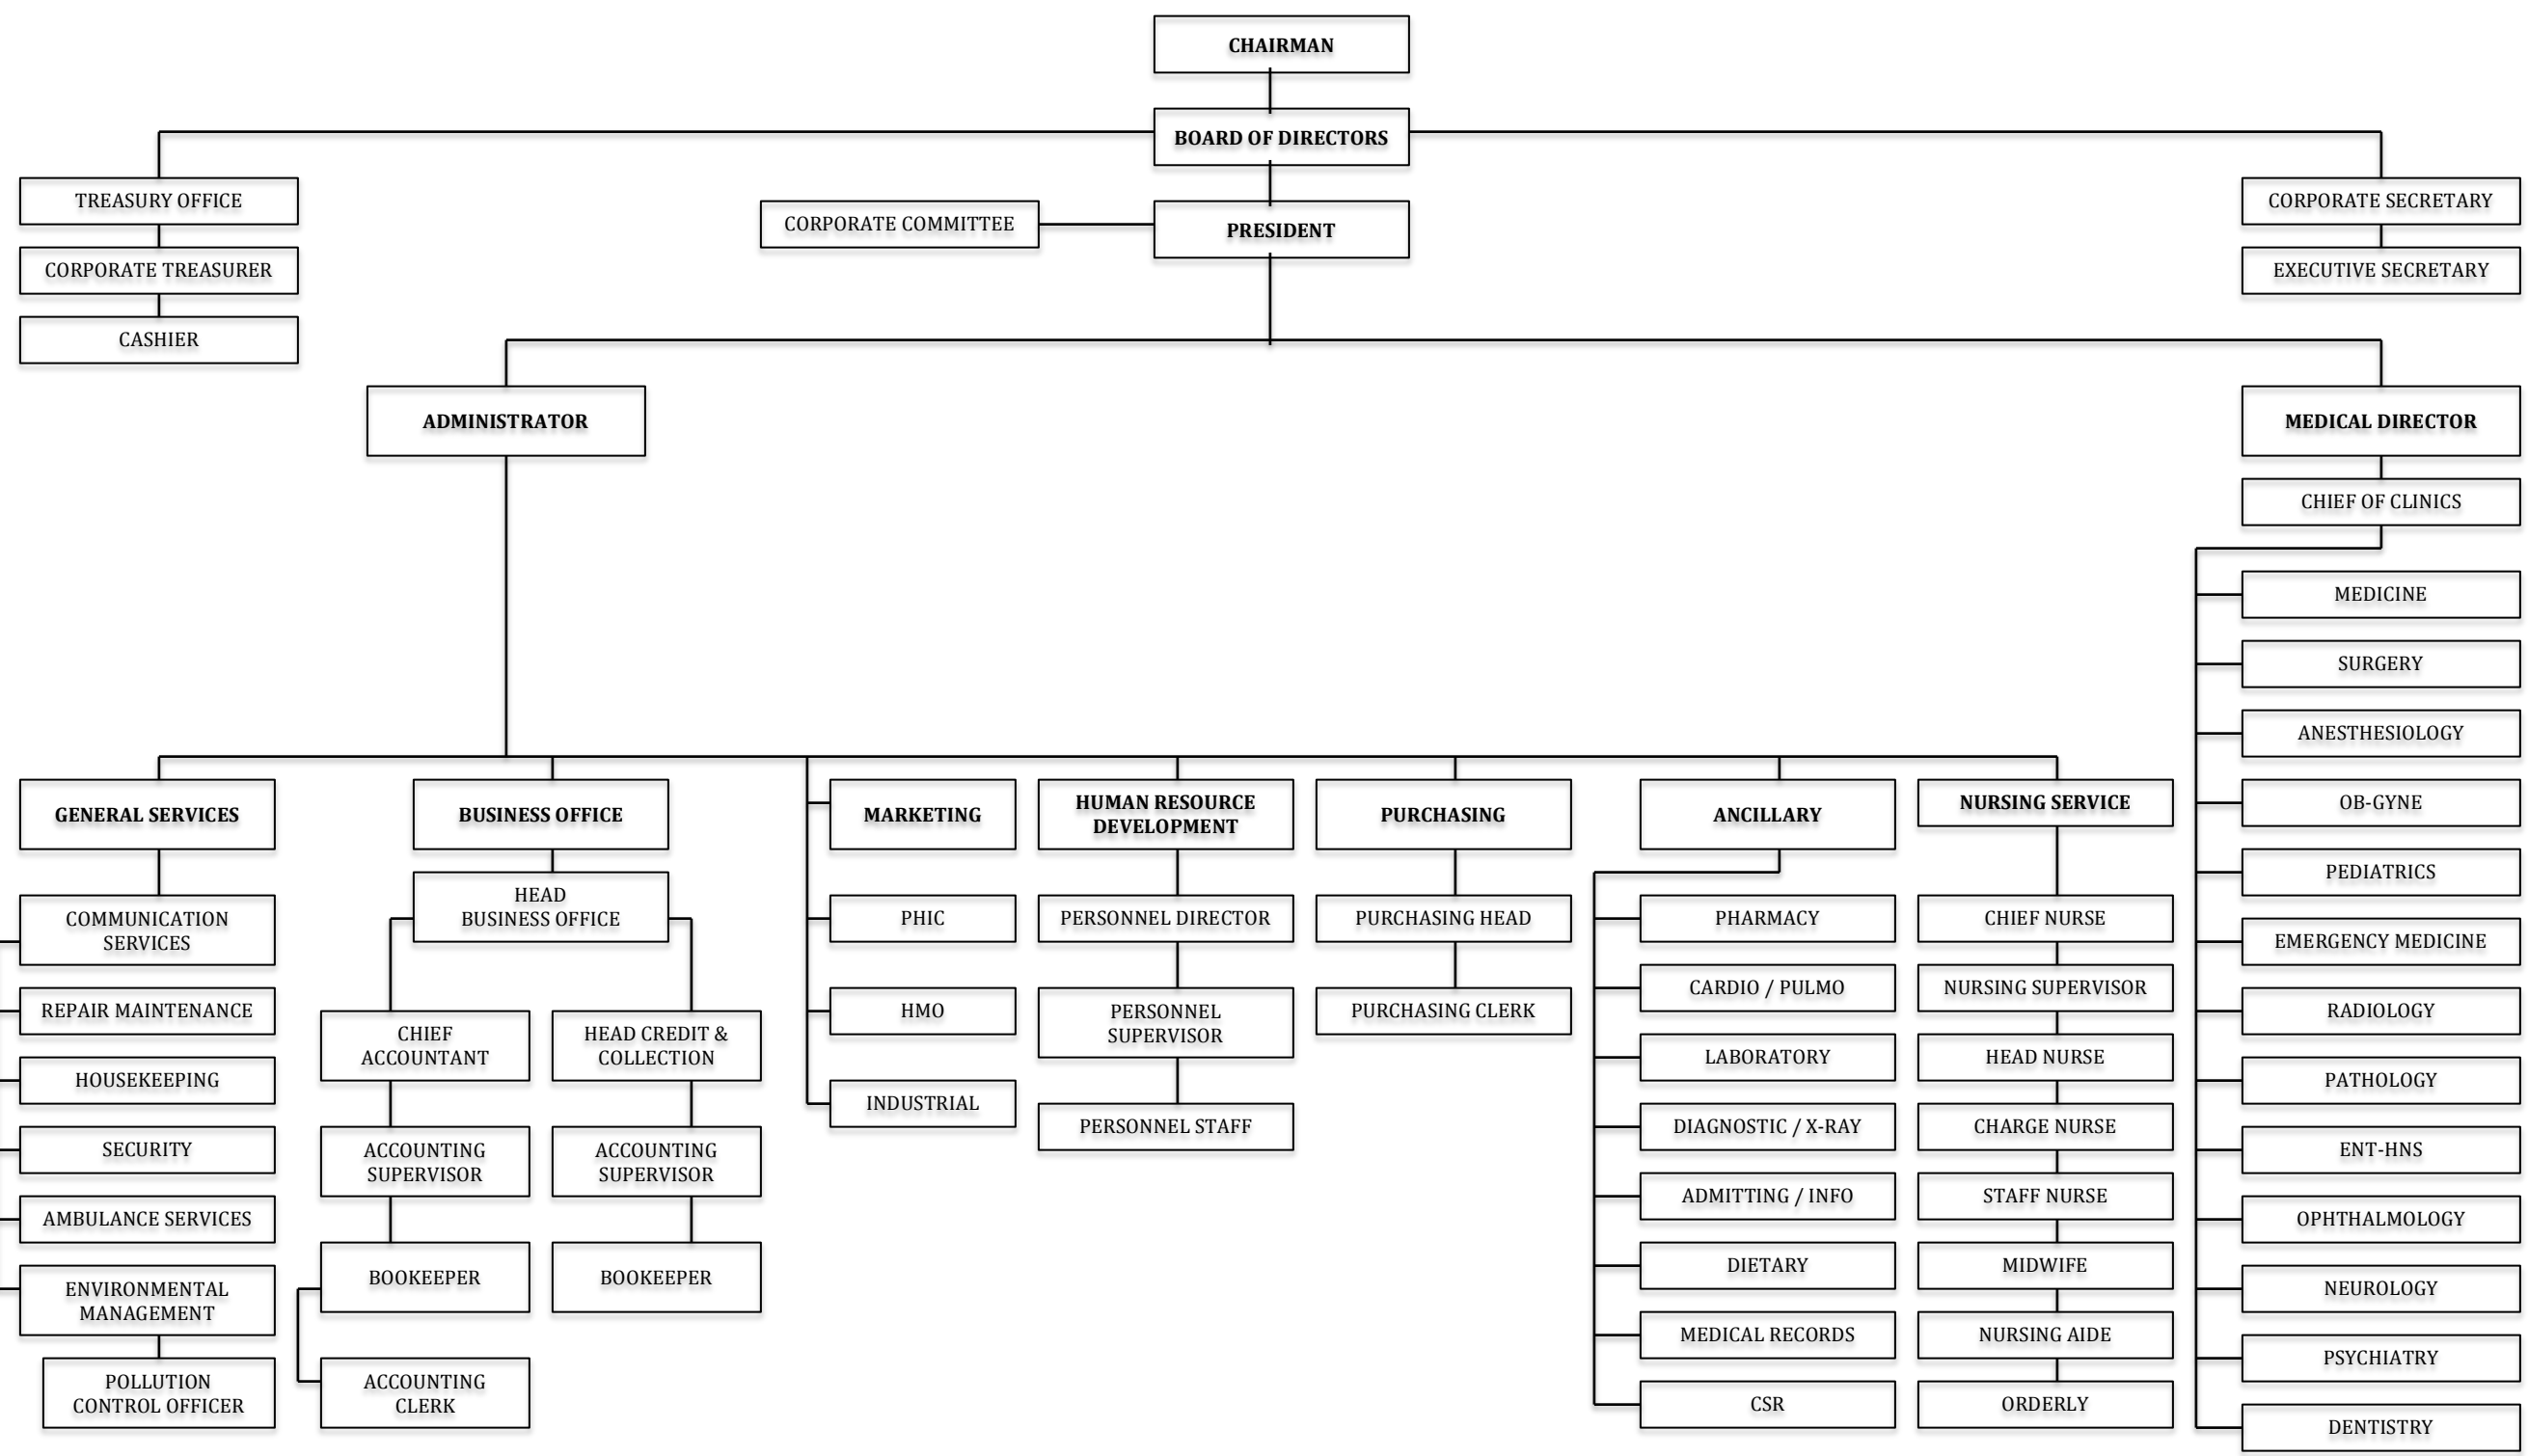 CHAIRMAN
BOARD OF DIRECTORS
TREASURY OFFICE
CORPORATE TREASURER
CASHIER
CORPORATE COMMITTEE
PRESIDENT
CORPORATE SECRETARY
EXECUTIVE SECRETARY
ADMINISTRATOR
MEDICAL DIRECTOR
CHIEF OF CLINICS
GENERAL SERVICES
COMMUNICATION
SERVICES
REPAIR MAINTENANCE
HOUSEKEEPING
SECURITY
AMBULANCE SERVICES
ENVIRONMENTAL
MANAGEMENT
POLLUTION
CONTROL OFFICER
BUSINESS OFFICE
HEAD
BUSINESS OFFICE
CHIEF
ACCOUNTANT
ACCOUNTING
SUPERVISOR
BOOKEEPER
ACCOUNTING
CLERK
HEAD CREDIT &
COLLECTION
ACCOUNTING
SUPERVISOR
BOOKEEPER
MARKETING
PHIC
HMO
INDUSTRIAL
HUMAN RESOURCE
DEVELOPMENT
PERSONNEL DIRECTOR
PERSONNEL
SUPERVISOR
PERSONNEL STAFF
PURCHASING
PURCHASING HEAD
PURCHASING CLERK
ANCILLARY
PHARMACY
CARDIO / PULMO
LABORATORY
DIAGNOSTIC / X-RAY
ADMITTING / INFO
DIETARY
MEDICAL RECORDS
CSR
NURSING SERVICE
CHIEF NURSE
NURSING SUPERVISOR
HEAD NURSE
CHARGE NURSE
STAFF NURSE
MIDWIFE
NURSING AIDE
ORDERLY
MEDICINE
SURGERY
ANESTHESIOLOGY
OB-GYNE
PEDIATRICS
EMERGENCY MEDICINE
RADIOLOGY
PATHOLOGY
ENT-HNS
OPHTHALMOLOGY
NEUROLOGY
PSYCHIATRY
DENTISTRY